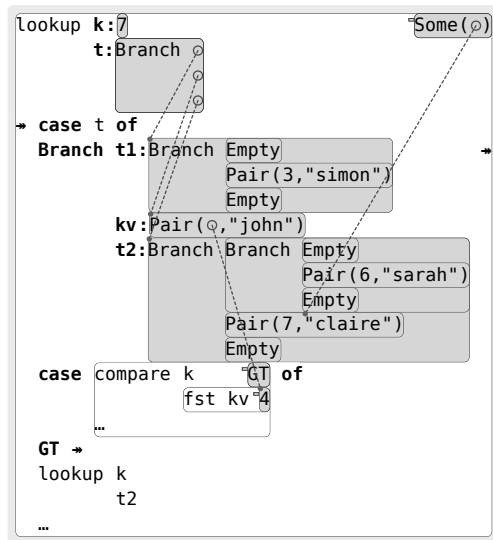 lookup k:7 Some(○)
t:Branch ○
○
○
↠ case t of
Branch t1:Branch Empty ↠
Pair(3,"simon")
Empty
kv:Pair(○,"john")
t2:Branch Branch Empty
Pair(6,"sarah")
Empty
Pair(7,"claire")
Empty
case compare k GT of
fst kv 4
…
GT ↠
lookup k
t2
…